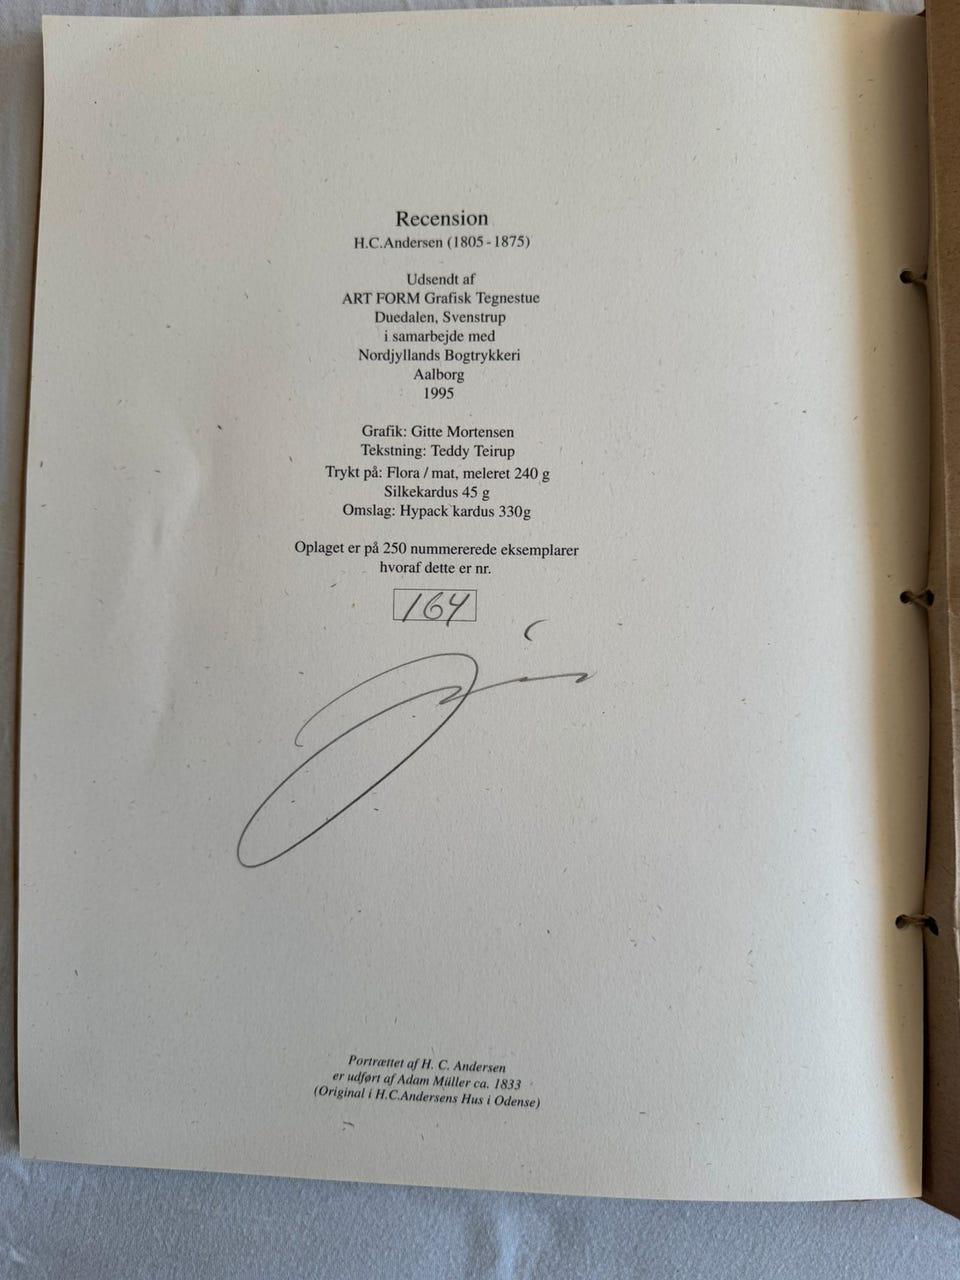 Recension
H.C.Andersen (1805 - 1875)
Udsendt af
ART FORM Grafisk Tegnestue
Duedalen, Svenstrup
i samarbejde med
Nordjyllands Bogtrykkeri
Aalborg
1995
Grafik: Gitte Mortensen
Tekstning: Teddy Teirup
Trykt på: Flora / mat, meleret 240 g
Silkekardus 45 g
Omslag: Hypack kardus 330g
Oplaget er på 250 nummererede eksemplarer
hvoraf dette er nr.
164
Portrættet af H. C. Andersen
er udført af Adam Müller ca. 1833
(Original i H.C.Andersens Hus i Odense)